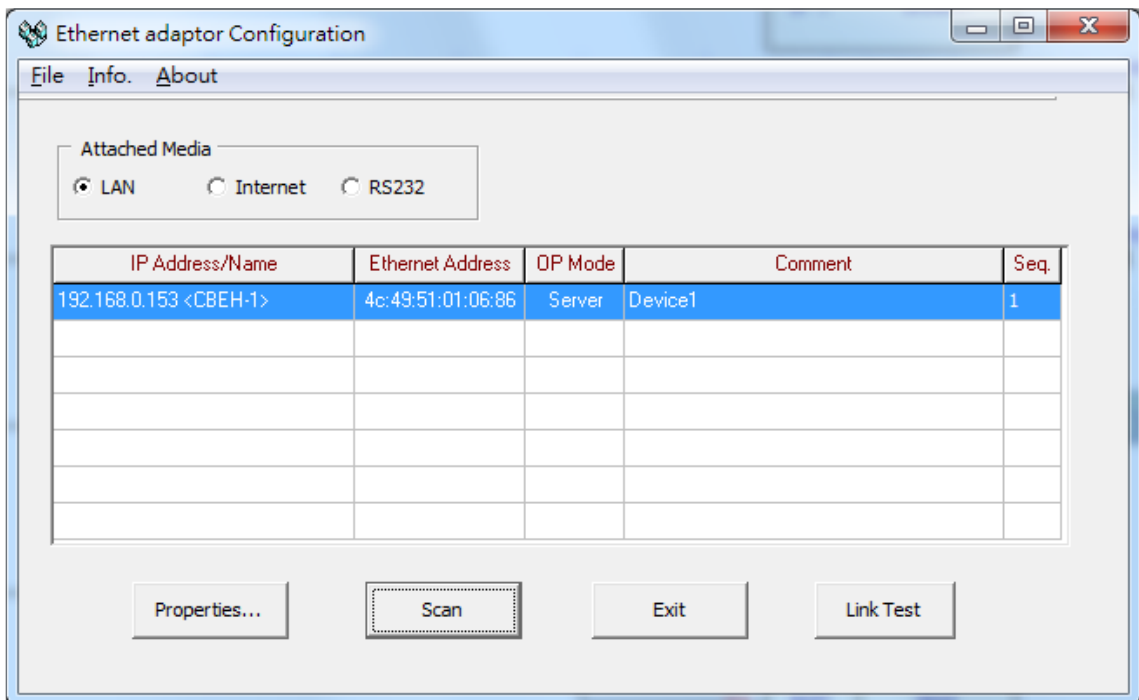 Ethernet adaptor Configuration
File Info. About
Attached Media
LAN Internet RS232
IP Address/Name Ethernet Address OP Mode Comment Seq.
192.168.0.153 <CBEH-1> 4c:49:51:01:06:86 Server Device1 1
Properties... Scan Exit Link Test